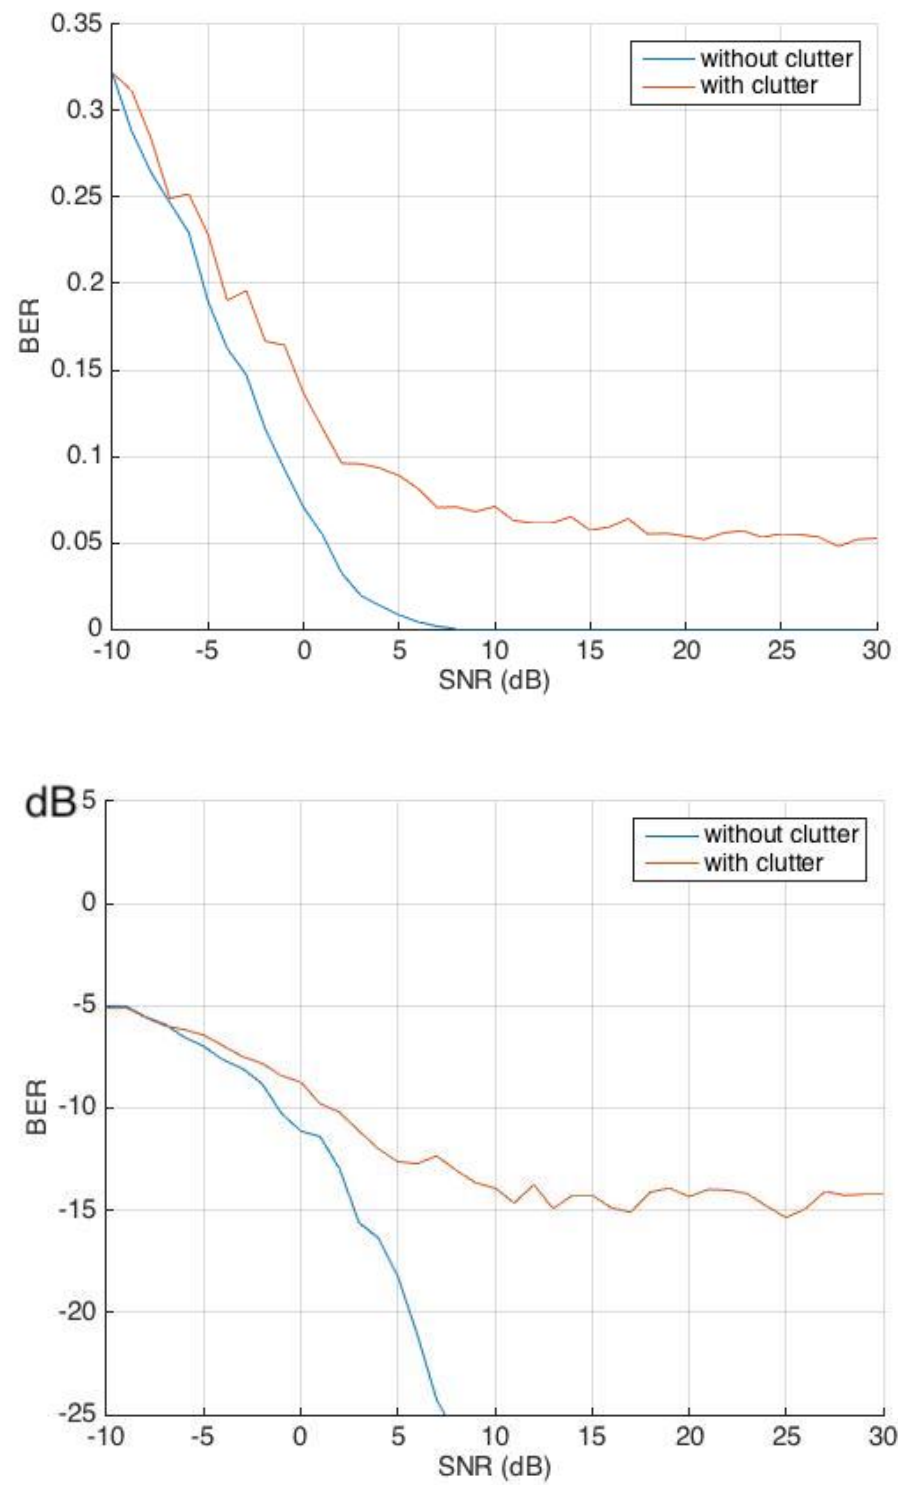 0.35
without clutter
with clutter
0.3
0.25
0.2
BER
0.15
0.1
0.05
0
-10 -5 0 5 10 15 20 25 30
SNR (dB)
dB 5
without clutter
with clutter
0
-5
-10
BER
-15
-20
-25
-10 -5 0 5 10 15 20 25 30
SNR (dB)